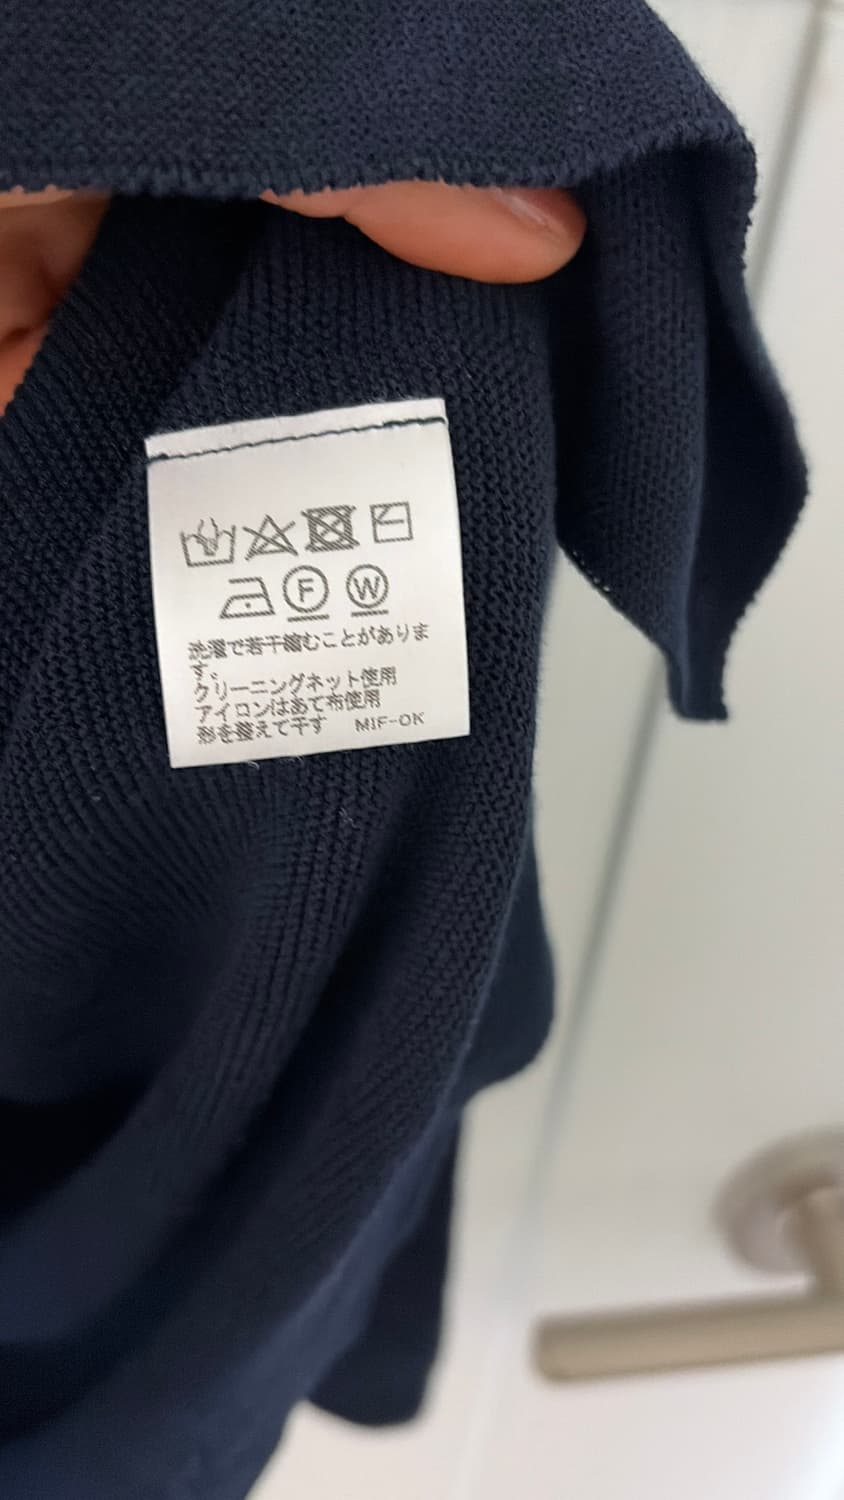 F W
洗濯で若干縮むことがありま
す。
クリーニングネット使用
アイロンはあて布使用
形を整えて干す MIF-OK